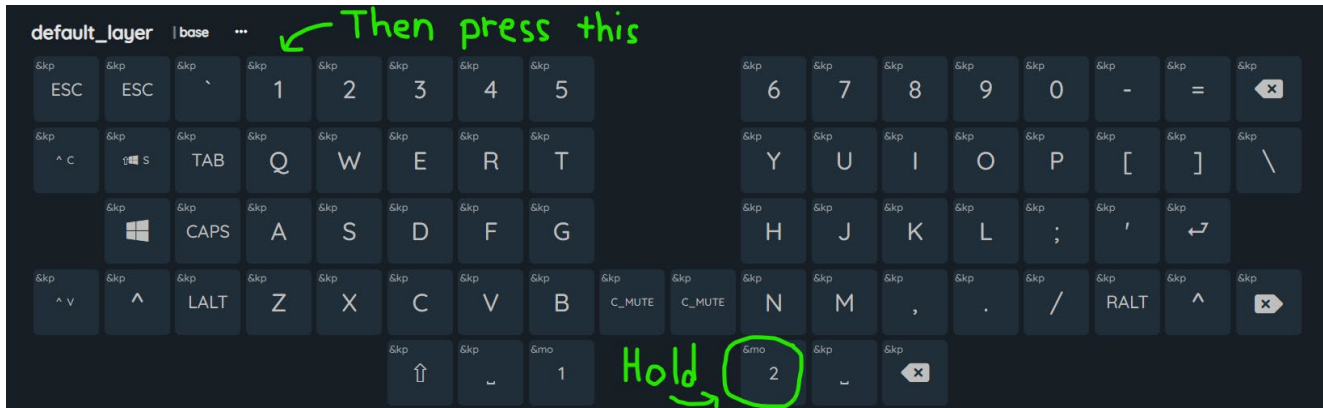 Then press this
default_layer | base ...
&kp &kp &kp &kp &kp &kp &kp &kp &kp &kp &kp &kp &kp &kp &kp &kp
ESC ESC ` 1 2 3 4 5 6 7 8 9 0 - =
&kp &kp &kp &kp &kp &kp &kp &kp &kp &kp &kp &kp &kp &kp &kp &kp
^ C ⇧ S TAB Q W E R T Y U I O P [ ] \
&kp &kp &kp &kp &kp &kp &kp &kp &kp &kp &kp &kp &kp &kp
CAPS A S D F G H J K L ; ' ↵
&kp &kp &kp &kp &kp &kp &kp &kp &kp &kp &kp &kp &kp &kp &kp &kp &kp &kp
^ V ^ LALT Z X C V B C_MUTE C_MUTE N M , . / RALT ^
&kp &kp &mo &mo &kp &kp
⇧ ␣ 1 Hold 2 ␣